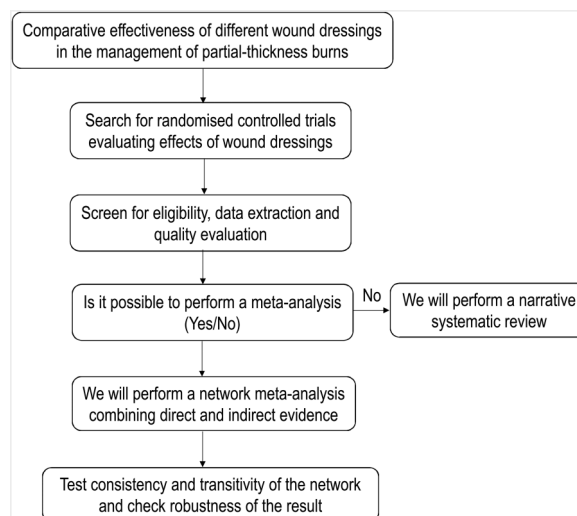 Comparative effectiveness of different wound dressings
in the management of partial-thickness burns
Search for randomised controlled trials
evaluating effects of wound dressings
Screen for eligibility, data extraction and
quality evaluation
Is it possible to perform a meta-analysis
(Yes/No)
No
We will perform a narrative
systematic review
We will perform a network meta-analysis
combining direct and indirect evidence
Test consistency and transitivity of the network
and check robustness of the result